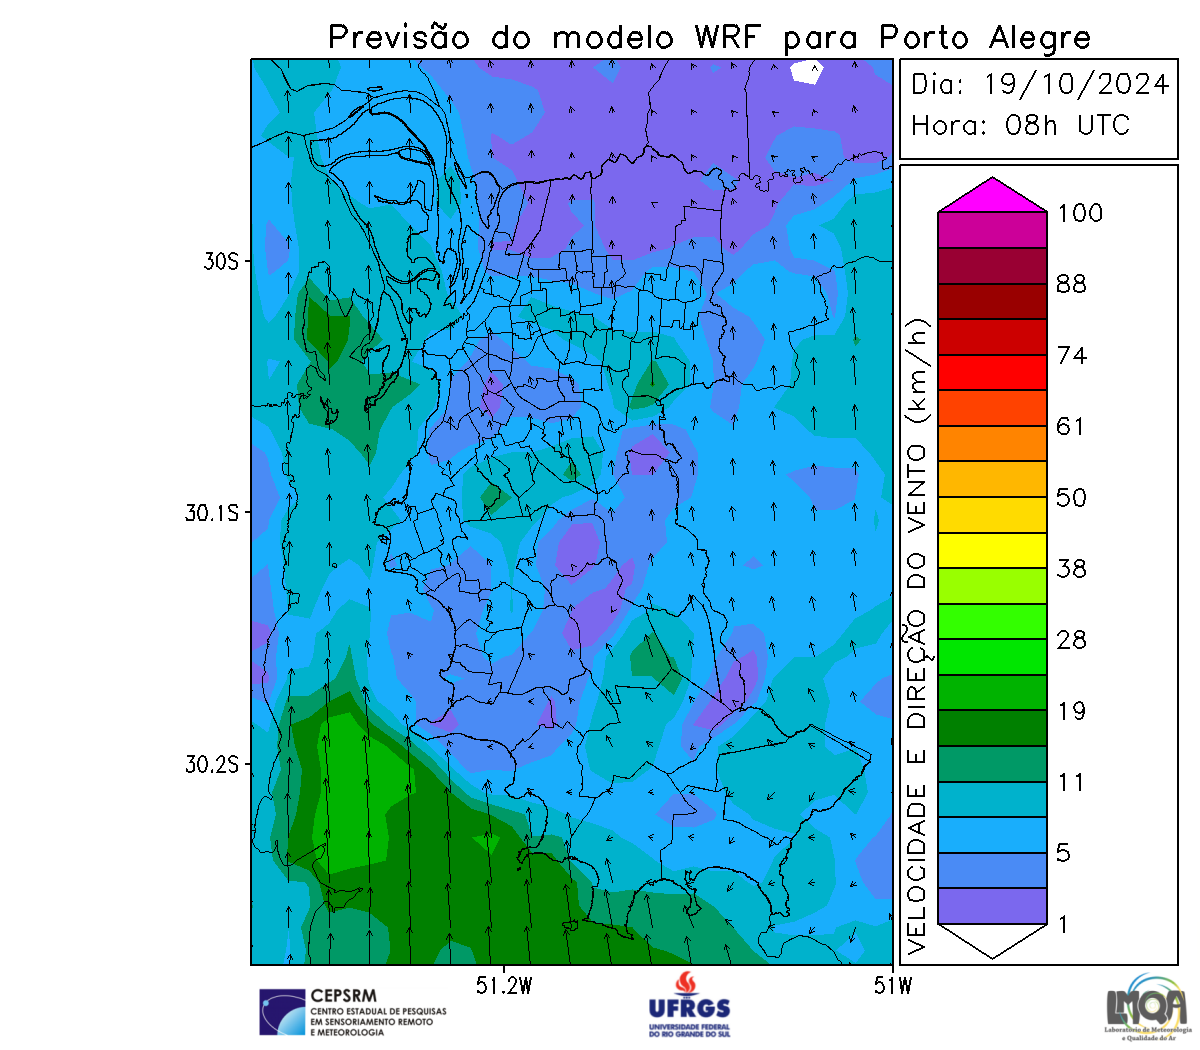 Previsão do modelo WRF para Porto Alegre
Dia: 19/10/2024
Hora: 08h UTC
30S
30.1S
30.2S
51.2W
51W
VELOCIDADE E DIREÇÃO DO VENTO (km/h)
100
88
74
61
50
38
28
19
11
5
1
CEPSRM
CENTRO ESTADUAL DE PESQUISAS
EM SENSORIAMENTO REMOTO
E METEOROLOGIA
UFRGS
UNIVERSIDADE FEDERAL
DO RIO GRANDE DO SUL
LMQA
Laboratório de Meteorologia
e Qualidade do Ar